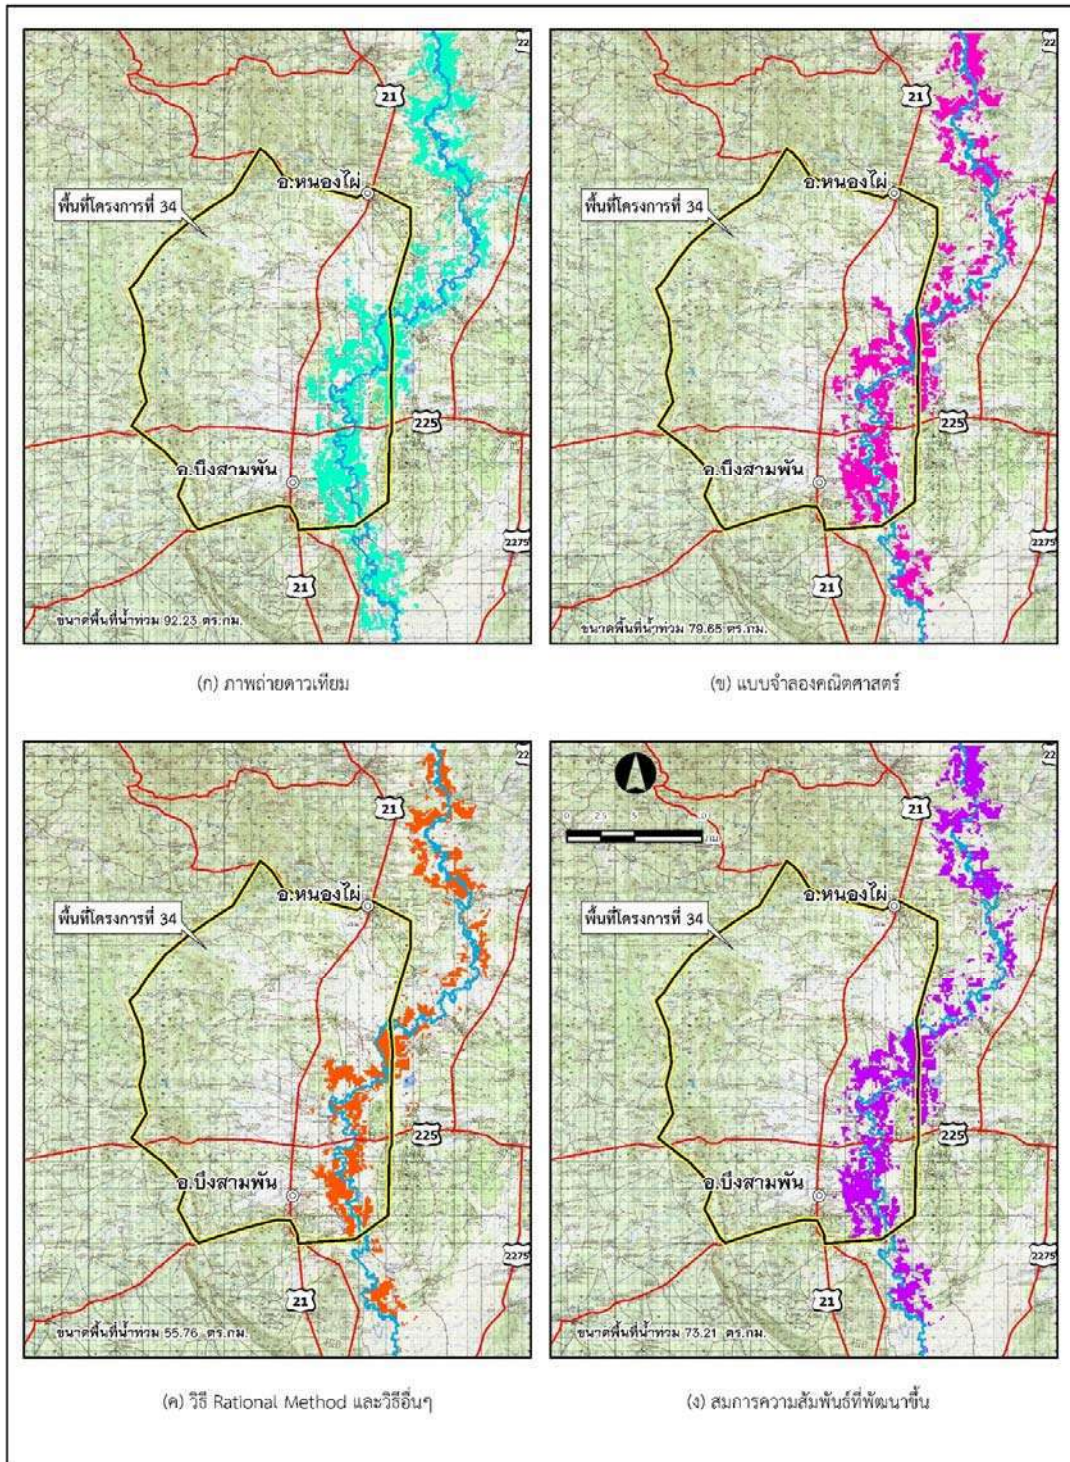 22
21
อ.หนองไผ่
พื้นที่โครงการที่ 34
225
อ.บึงสามพัน
2275
21
ขนาดพื้นที่น้ำท่วม 92.23 ตร.กม.
(ก) ภาพถ่ายดาวเทียม
22
21
อ.หนองไผ่
พื้นที่โครงการที่ 34
225
อ.บึงสามพัน
2275
21
ขนาดพื้นที่น้ำท่วม 79.65 ตร.กม.
(ข) แบบจำลองคณิตศาสตร์
22
21
อ.หนองไผ่
พื้นที่โครงการที่ 34
225
อ.บึงสามพัน
2275
21
ขนาดพื้นที่น้ำท่วม 55.76 ตร.กม.
(ค) วิธี Rational Method และวิธีอื่นๆ
22
21
0 2.5 5
อ.หนองไผ่
พื้นที่โครงการที่ 34
225
อ.บึงสามพัน
2275
21
ขนาดพื้นที่น้ำท่วม 73.21 ตร.กม.
(ง) สมการความสัมพันธ์ที่พัฒนาขึ้น